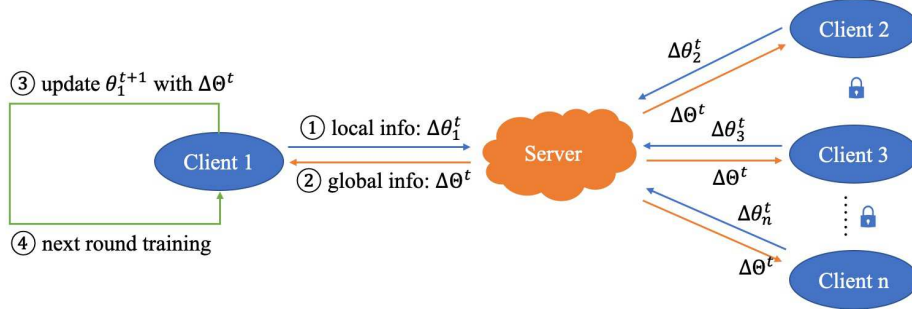 ③ update θ₁ᵗ⁺¹ with ΔΘᵗ
Client 1
① local info: Δθ₁ᵗ
② global info: ΔΘᵗ
④ next round training
Server
Client 2
Δθ₂ᵗ
ΔΘᵗ
Δθ₃ᵗ
Client 3
ΔΘᵗ
Δθₙᵗ
ΔΘᵗ
Client n